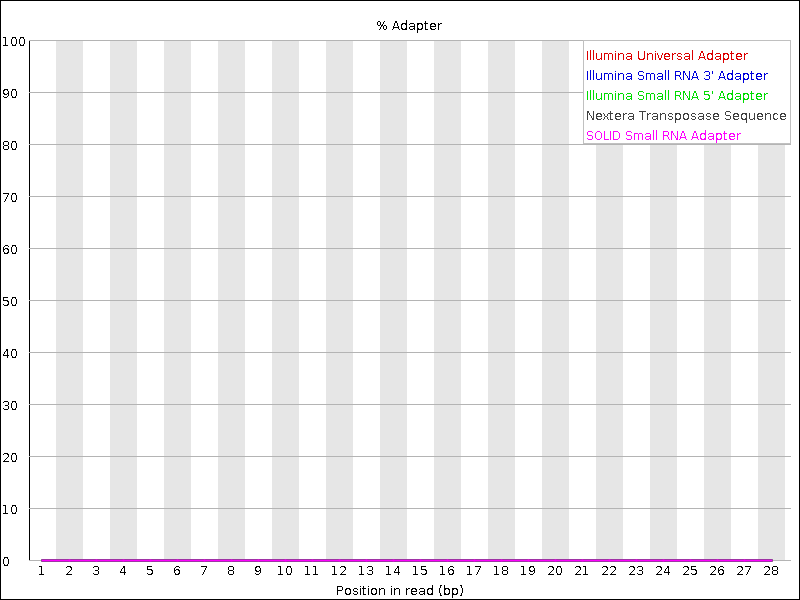 % Adapter
100
90
80
70
60
50
40
30
20
10
0
Illumina Universal Adapter
Illumina Small RNA 3' Adapter
Illumina Small RNA 5' Adapter
Nextera Transposase Sequence
SOLID Small RNA Adapter
1 2 3 4 5 6 7 8 9 10 11 12 13 14 15 16 17 18 19 20 21 22 23 24 25 26 27 28
Position in read (bp)